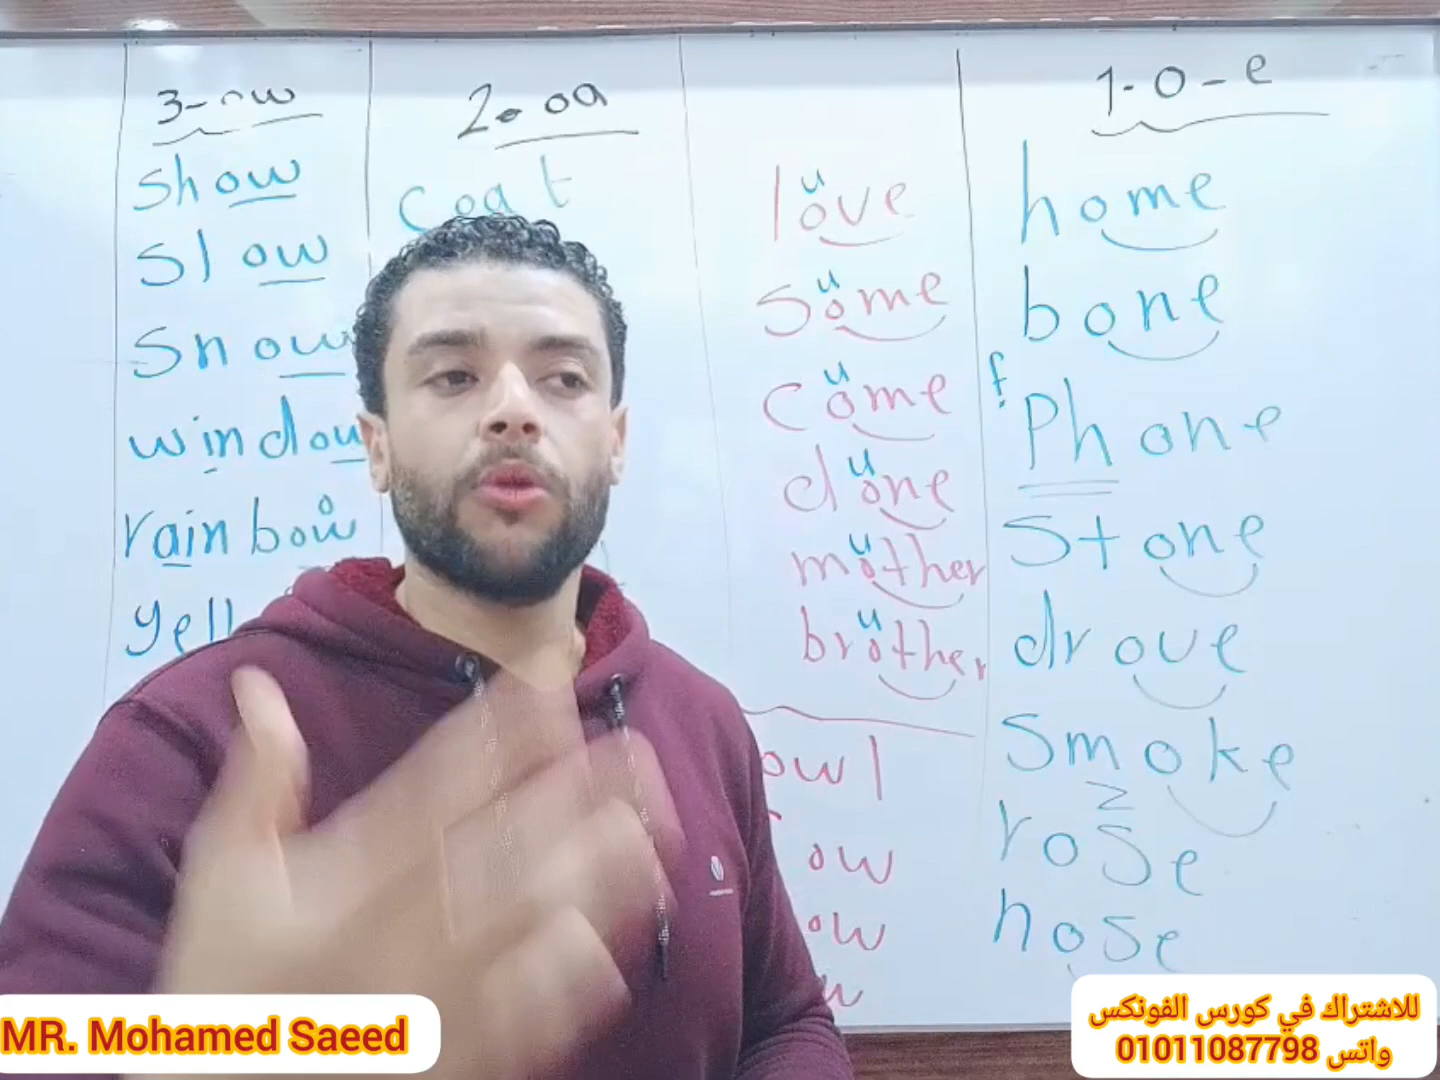 3-ow
show
slow
snow
window
rainbow
o
yell
2-oa
coat
love
u
some
u
come
u
done
u
mother
u
brother
u
owl
ow
ow
1-o-e
home
bone
f
Phone
stone
drove
smoke
z
rose
nose
MR. Mohamed Saeed
للاشتراك في كورس الفونكس
واتس 01011087798